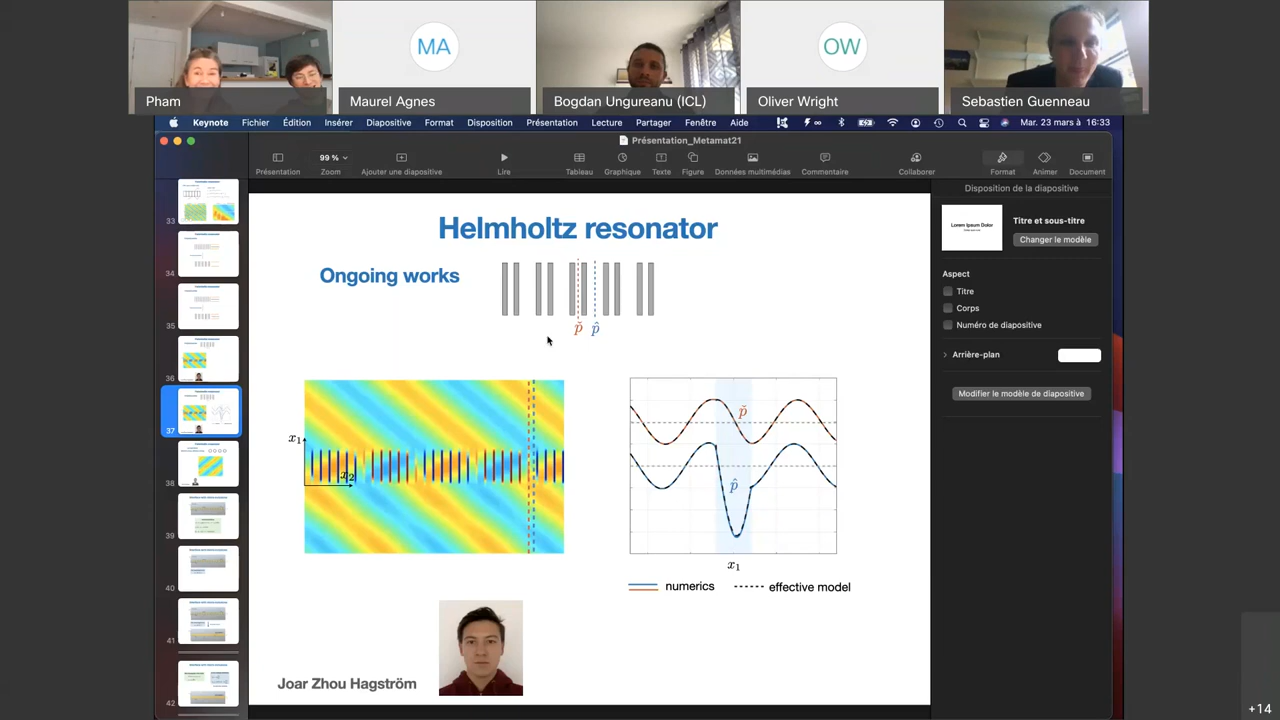 MA
OW
Pham
Maurel Agnes
Bogdan Ungureanu (ICL)
Oliver Wright
Sebastien Guenneau
Keynote Fichier Édition Insérer Diapositive Format Disposition Présentation Lecture Partager Fenêtre Aide Mar. 23 mars à 16:33
Présentation_Metamat21
99 %
Présentation Zoom Ajouter une diapositive Lire Tableau Graphique Texte Figure Données multimédias Commentaire Collaborer Format Animer Document
Disposition de la diapositive
33
34
35
36
37
38
39
40
41
42
Helmholtz resonator
Ongoing works
p̌ p̂
x₁
x₂
p̌
p̂
x₁
numerics effective model
Joar Zhou Hagström
Lorem Ipsum Dolor
Titre et sous-titre
Changer le modèle
Aspect
Titre
Corps
Numéro de diapositive
Arrière-plan
Modifier le modèle de diapositive
+14